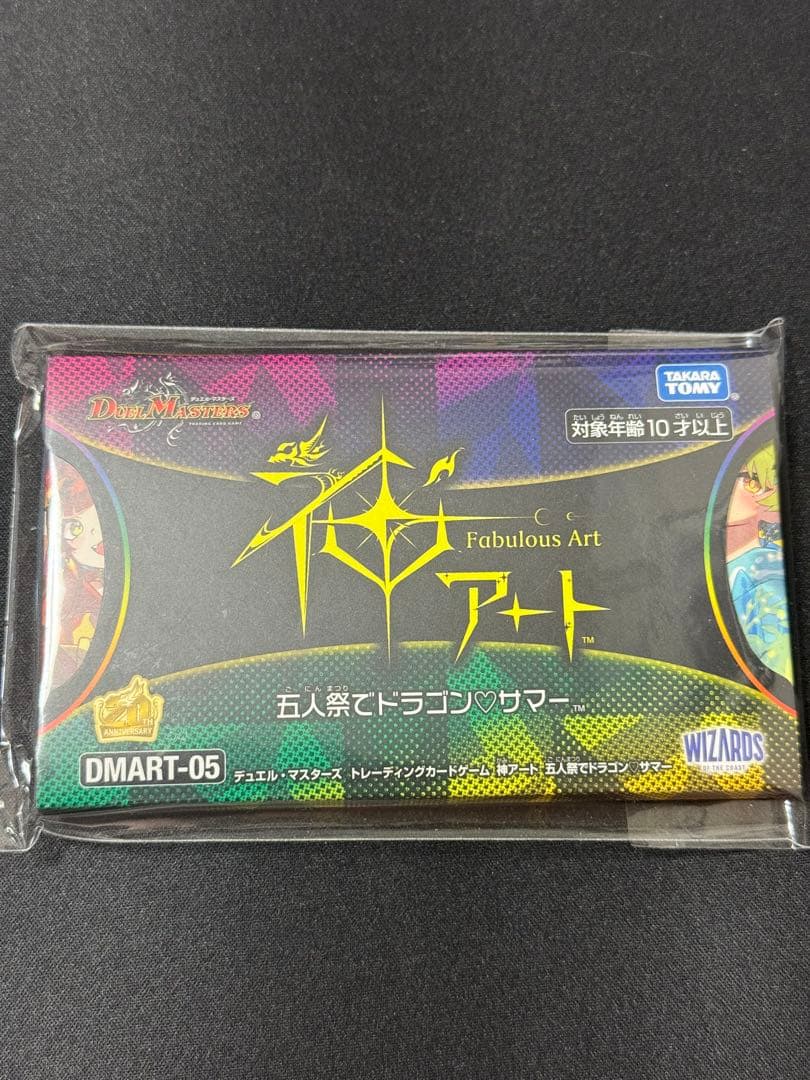 TAKARA TOMY
デュエル・マスターズ
DUEL MASTERS
TRADING CARD GAME
たいしょうねんれい さいいじょう
対象年齢10才以上
神アート™
Fabulous Art
ごにんまつり
五人祭でドラゴン♡サマー™
TH
ANNIVERSARY
DMART-05
デュエル・マスターズ トレーディングカードゲーム 神アート 五人祭でドラゴン♡サマー
WIZARDS
OF THE COAST